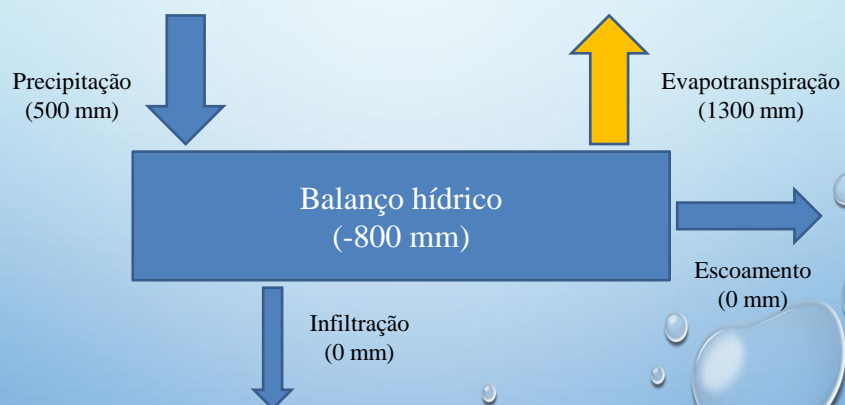 Precipitação
(500 mm)
Evapotranspiração
(1300 mm)
Balanço hídrico
(-800 mm)
Escoamento
(0 mm)
Infiltração
(0 mm)